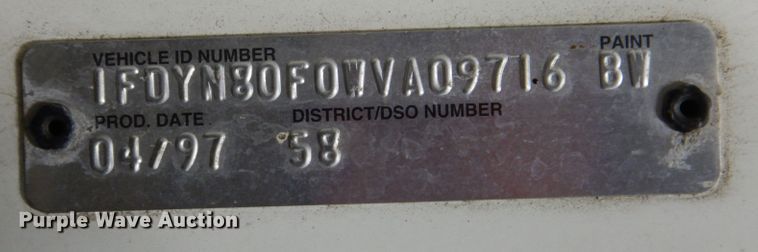 VEHICLE ID NUMBER PAINT
1FDYN80F0WVA09716 BW
PROD. DATE DISTRICT/DSO NUMBER
04/97 58
Purple Wave Auction